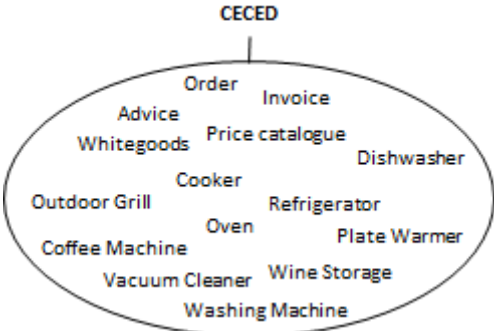 CECED
Order
Invoice
Advice
Whitegoods
Price catalogue
Dishwasher
Cooker
Outdoor Grill
Refrigerator
Oven
Plate Warmer
Coffee Machine
Vacuum Cleaner
Wine Storage
Washing Machine